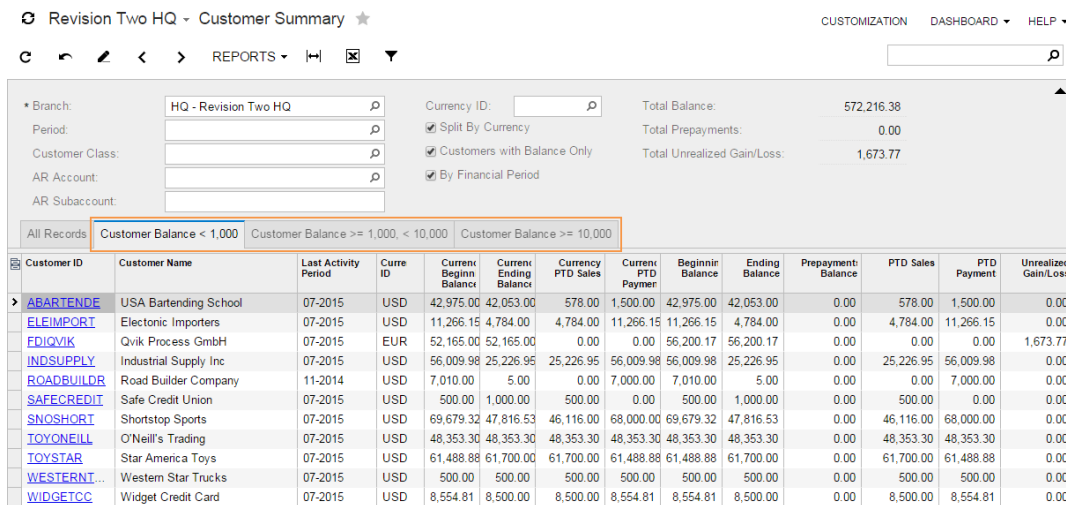 Revision Two HQ - Customer Summary
CUSTOMIZATION DASHBOARD HELP
REPORTS
* Branch: HQ - Revision Two HQ Currency ID: Total Balance: 572,216.38
Period: Split By Currency Total Prepayments: 0.00
Customer Class: Customers with Balance Only Total Unrealized Gain/Loss: 1,673.77
AR Account: By Financial Period
AR Subaccount:
All Records Customer Balance < 1,000 Customer Balance >= 1,000, < 10,000 Customer Balance >= 10,000
Customer ID Customer Name Last Activity Curre Currenc Currenc Currency Currenc Beginnin Ending Prepayment: PTD Sales PTD Unrealized
Period ID Beginn Ending PTD Sales PTD Balance Balance Balance Payment Gain/Loss
Balance Balance Paymen
ABARTENDE USA Bartending School 07-2015 USD 42,975.00 42,053.00 578.00 1,500.00 42,975.00 42,053.00 0.00 578.00 1,500.00 0.00
ELEIMPORT Electonic Importers 07-2015 USD 11,266.15 4,784.00 4,784.00 11,266.15 11,266.15 4,784.00 0.00 4,784.00 11,266.15 0.00
FDIQVIK Qvik Process GmbH 07-2015 EUR 52,165.00 52,165.00 0.00 0.00 56,200.17 56,200.17 0.00 0.00 0.00 1,673.77
INDSUPPLY Industrial Supply Inc 07-2015 USD 56,009.98 25,226.95 25,226.95 56,009.98 56,009.98 25,226.95 0.00 25,226.95 56,009.98 0.00
ROADBUILDR Road Builder Company 11-2014 USD 7,010.00 5.00 0.00 7,000.00 7,010.00 5.00 0.00 0.00 7,000.00 0.00
SAFECREDIT Safe Credit Union 07-2015 USD 500.00 1,000.00 500.00 0.00 500.00 1,000.00 0.00 500.00 0.00 0.00
SNOSHORT Shortstop Sports 07-2015 USD 69,679.32 47,816.53 46,116.00 68,000.00 69,679.32 47,816.53 0.00 46,116.00 68,000.00 0.00
TOYONEILL O'Neill's Trading 07-2015 USD 48,353.30 48,353.30 48,353.30 48,353.30 48,353.30 48,353.30 0.00 48,353.30 48,353.30 0.00
TOYSTAR Star America Toys 07-2015 USD 61,488.88 61,700.00 61,700.00 61,488.88 61,488.88 61,700.00 0.00 61,700.00 61,488.88 0.00
WESTERNT... Western Star Trucks 07-2015 USD 500.00 500.00 500.00 500.00 500.00 500.00 0.00 500.00 500.00 0.00
WIDGETCC Widget Credit Card 07-2015 USD 8,554.81 8,500.00 8,500.00 8,554.81 8,554.81 8,500.00 0.00 8,500.00 8,554.81 0.00